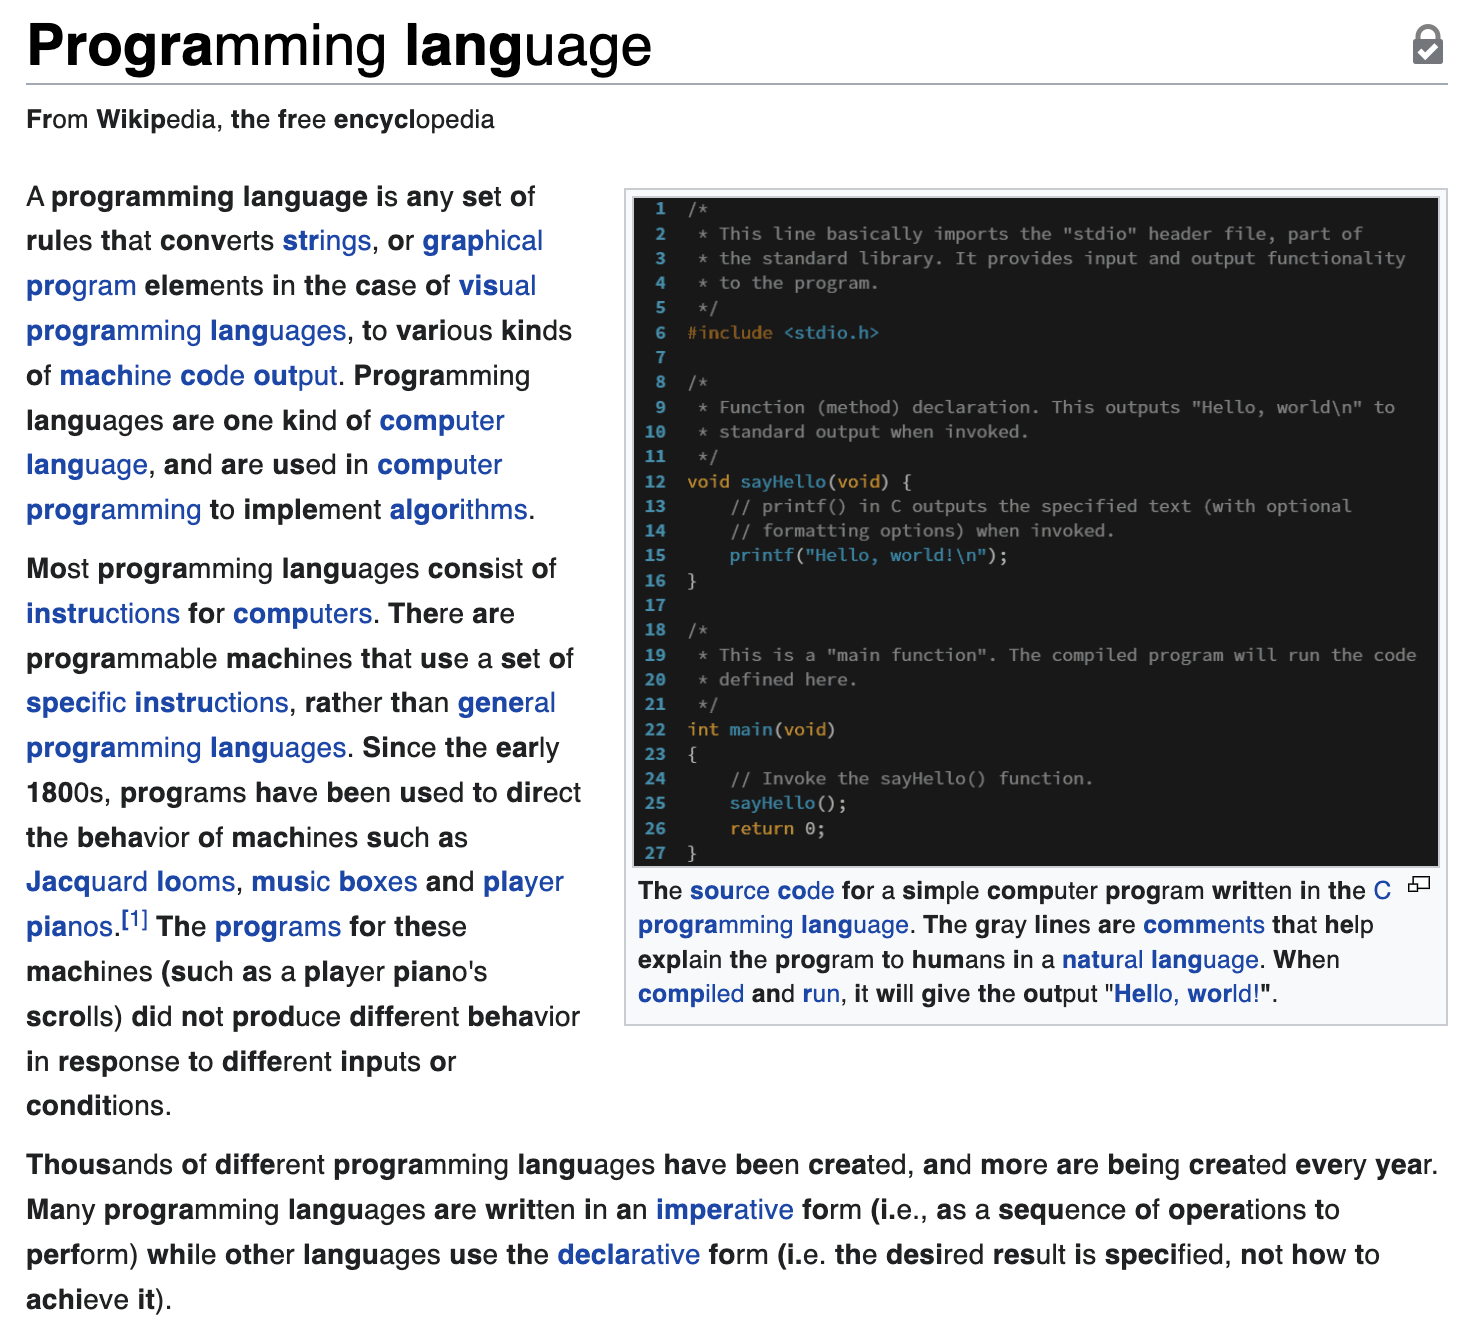 Programming language
From Wikipedia, the free encyclopedia
A programming language is any set of
rules that converts strings, or graphical
program elements in the case of visual
programming languages, to various kinds
of machine code output. Programming
languages are one kind of computer
language, and are used in computer
programming to implement algorithms.
Most programming languages consist of
instructions for computers. There are
programmable machines that use a set of
specific instructions, rather than general
programming languages. Since the early
1800s, programs have been used to direct
the behavior of machines such as
Jacquard looms, music boxes and player
pianos.[1] The programs for these
machines (such as a player piano's
scrolls) did not produce different behavior
in response to different inputs or
conditions.
1 /*
2  * This line basically imports the "stdio" header file, part of
3  * the standard library. It provides input and output functionality
4  * to the program.
5  */
6 #include <stdio.h>
7
8 /*
9  * Function (method) declaration. This outputs "Hello, world\n" to
10  * standard output when invoked.
11  */
12 void sayHello(void) {
13     // printf() in C outputs the specified text (with optional
14     // formatting options) when invoked.
15     printf("Hello, world!\n");
16 }
17
18 /*
19  * This is a "main function". The compiled program will run the code
20  * defined here.
21  */
22 int main(void)
23 {
24     // Invoke the sayHello() function.
25     sayHello();
26     return 0;
27 }
The source code for a simple computer program written in the C
programming language. The gray lines are comments that help
explain the program to humans in a natural language. When
compiled and run, it will give the output "Hello, world!".
Thousands of different programming languages have been created, and more are being created every year.
Many programming languages are written in an imperative form (i.e., as a sequence of operations to
perform) while other languages use the declarative form (i.e. the desired result is specified, not how to
achieve it).